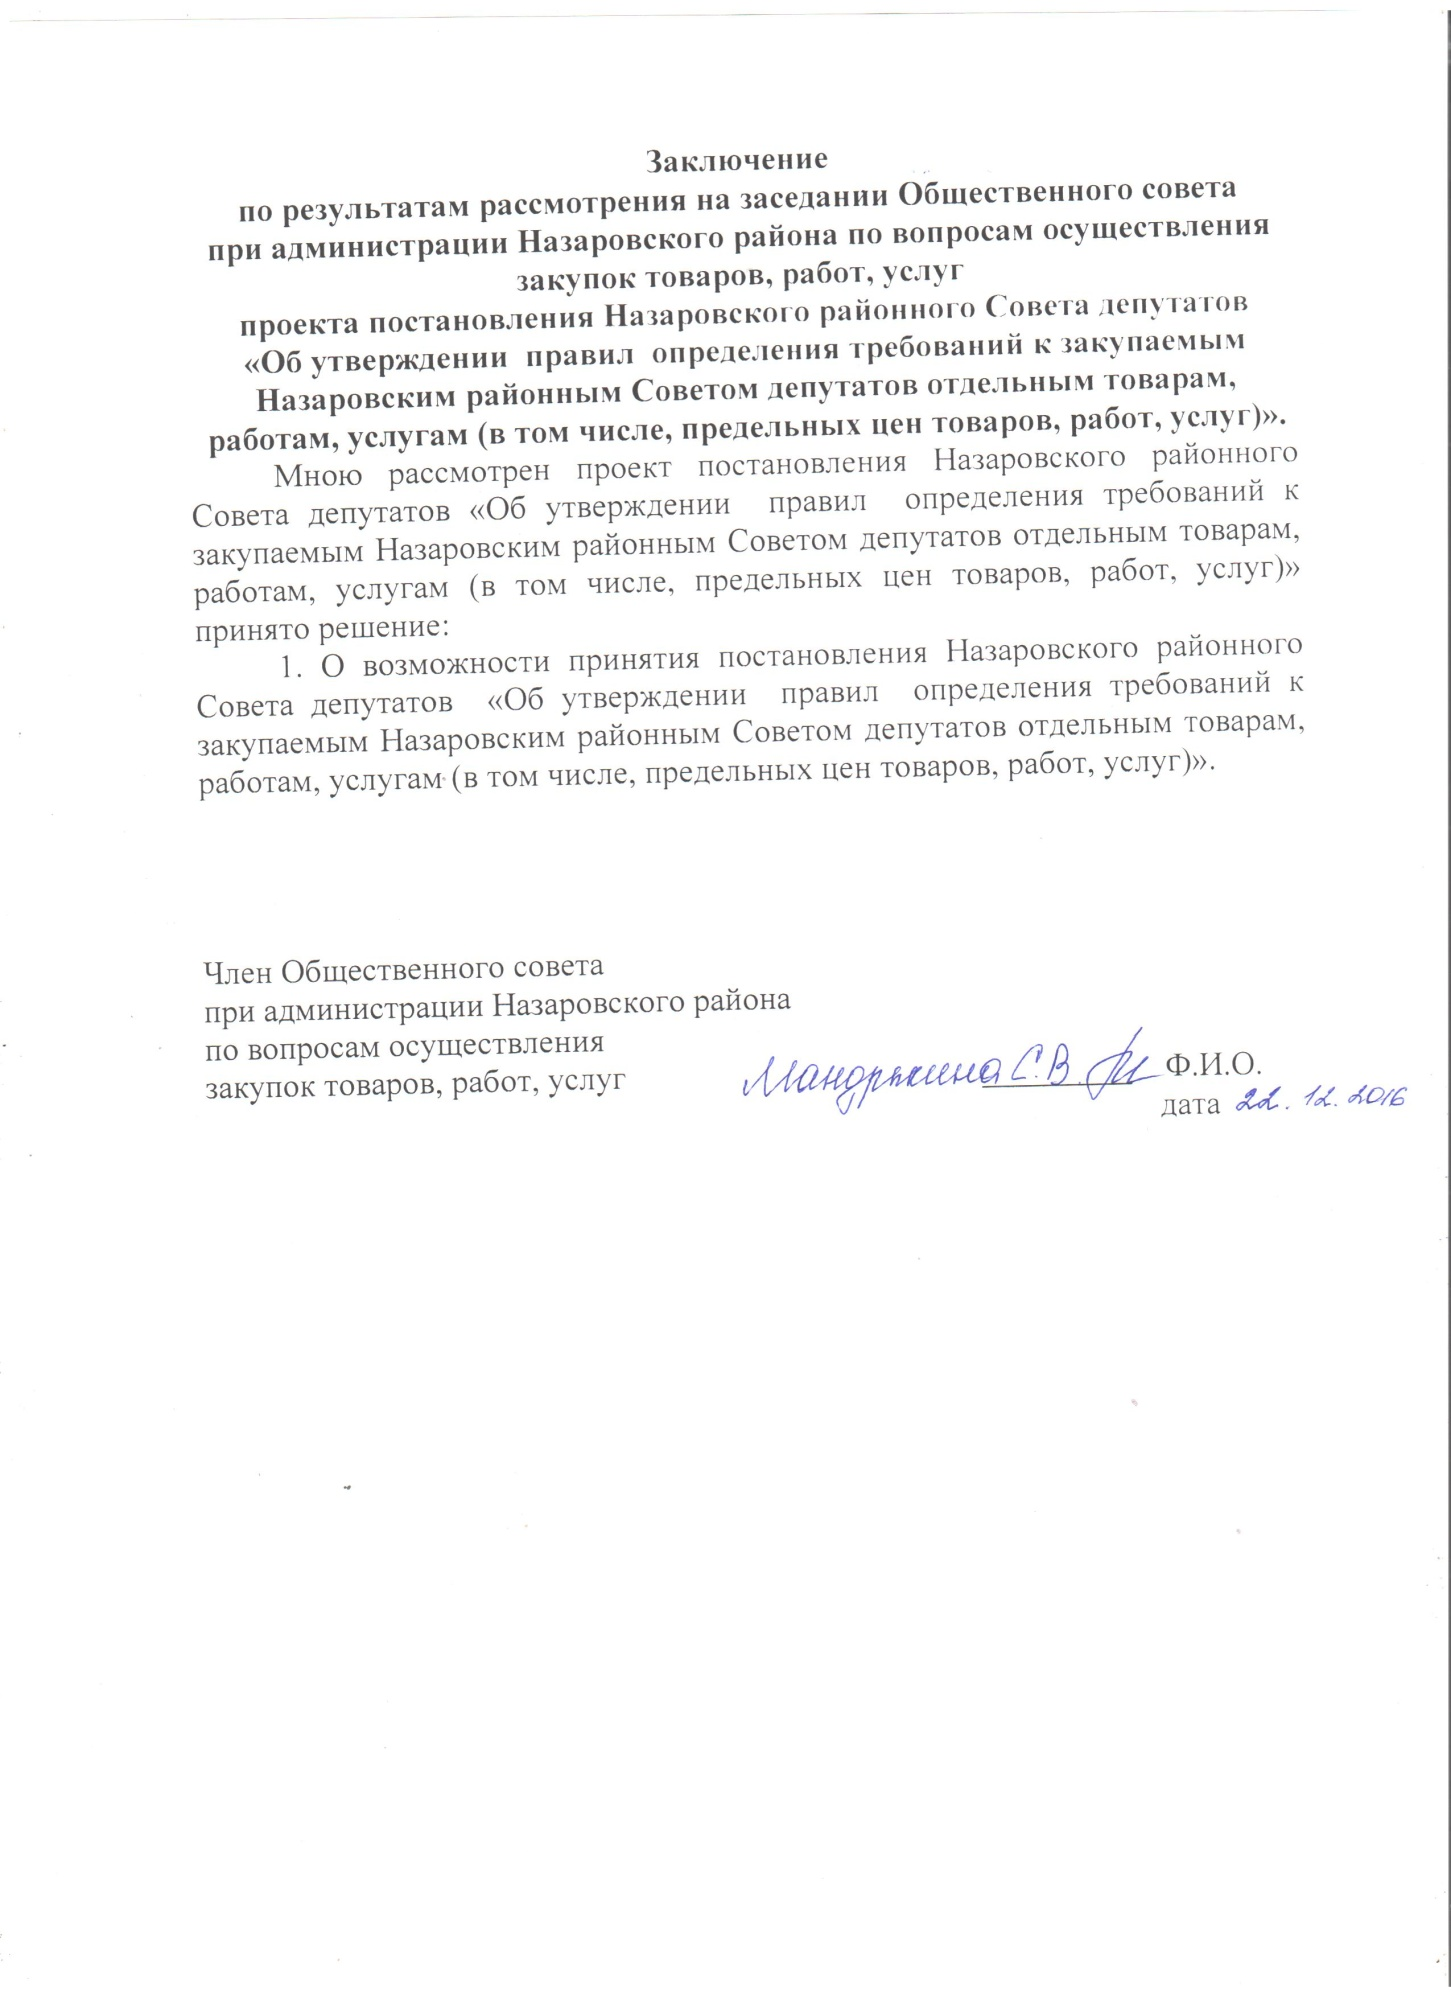 Заключение
по результатам рассмотрения на заседании Общественного совета
при администрации Назаровского района по вопросам осуществления
закупок товаров, работ, услуг
проекта постановления Назаровского районного Совета депутатов
«Об утверждении правил определения требований к закупаемым
Назаровским районным Советом депутатов отдельным товарам,
работам, услугам (в том числе, предельных цен товаров, работ, услуг)».
Мною рассмотрен проект постановления Назаровского районного
Совета депутатов «Об утверждении правил определения требований к
закупаемым Назаровским районным Советом депутатов отдельным товарам,
работам, услугам (в том числе, предельных цен товаров, работ, услуг)»
принято решение:
1. О возможности принятия постановления Назаровского районного
Совета депутатов «Об утверждении правил определения требований к
закупаемым Назаровским районным Советом депутатов отдельным товарам,
работам, услугам (в том числе, предельных цен товаров, работ, услуг)».
Член Общественного совета
при администрации Назаровского района
по вопросам осуществления
закупок товаров, работ, услуг Мандрыкина С.В. Ф.И.О.
дата 22.12.2016